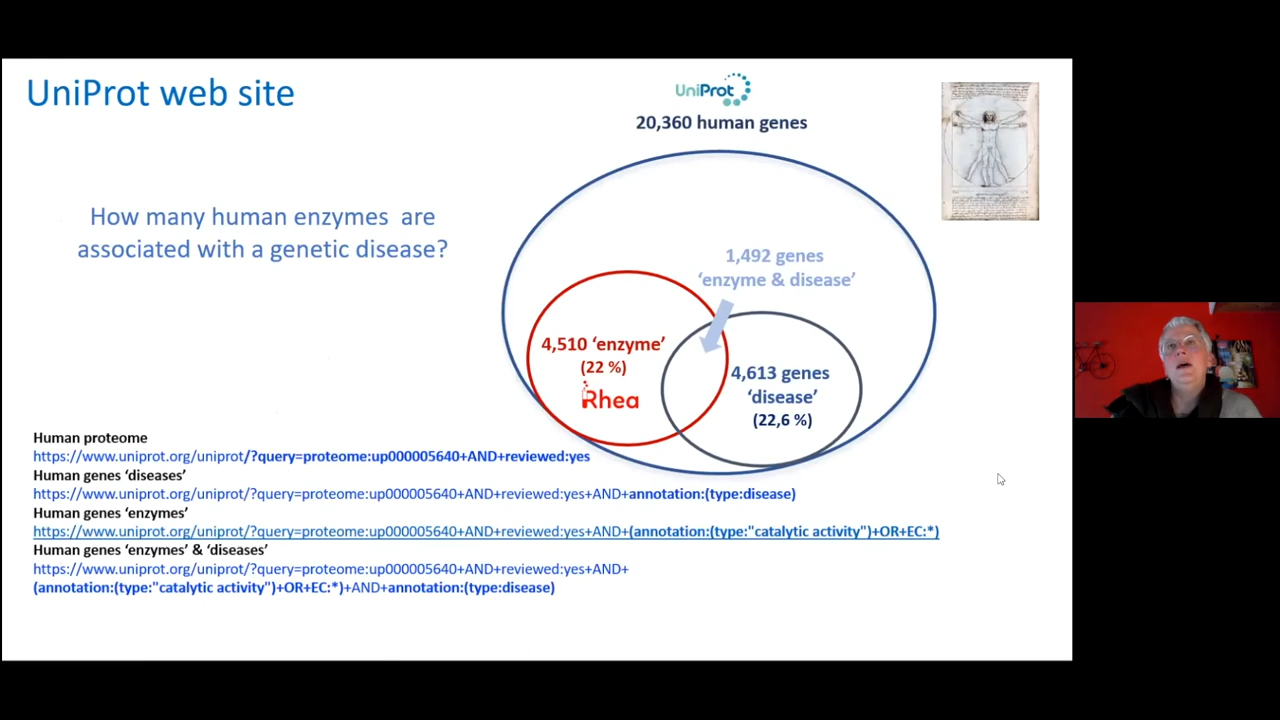 UniProt web site
UniProt
20,360 human genes
How many human enzymes are
associated with a genetic disease?
1,492 genes
‘enzyme & disease’
4,510 ‘enzyme’
(22 %)
Rhea
4,613 genes
‘disease’
(22,6 %)
Human proteome
https://www.uniprot.org/uniprot/?query=proteome:up000005640+AND+reviewed:yes
Human genes ‘diseases’
https://www.uniprot.org/uniprot/?query=proteome:up000005640+AND+reviewed:yes+AND+annotation:(type:disease)
Human genes ‘enzymes’
https://www.uniprot.org/uniprot/?query=proteome:up000005640+AND+reviewed:yes+AND+(annotation:(type:"catalytic activity")+OR+EC:*)
Human genes ‘enzymes’ & ‘diseases’
https://www.uniprot.org/uniprot/?query=proteome:up000005640+AND+reviewed:yes+AND+
(annotation:(type:"catalytic activity")+OR+EC:*)+AND+annotation:(type:disease)